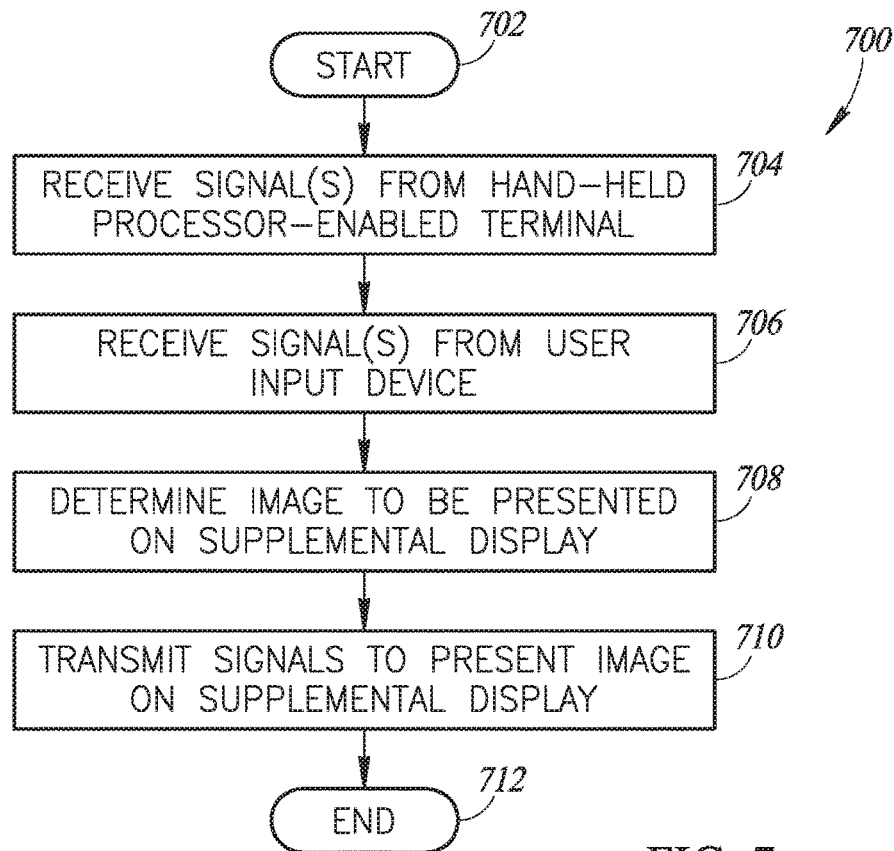 702
700
START
704
RECEIVE SIGNAL(S) FROM HAND-HELD
PROCESSOR-ENABLED TERMINAL
706
RECEIVE SIGNAL(S) FROM USER
INPUT DEVICE
708
DETERMINE IMAGE TO BE PRESENTED
ON SUPPLEMENTAL DISPLAY
710
TRANSMIT SIGNALS TO PRESENT IMAGE
ON SUPPLEMENTAL DISPLAY
712
END